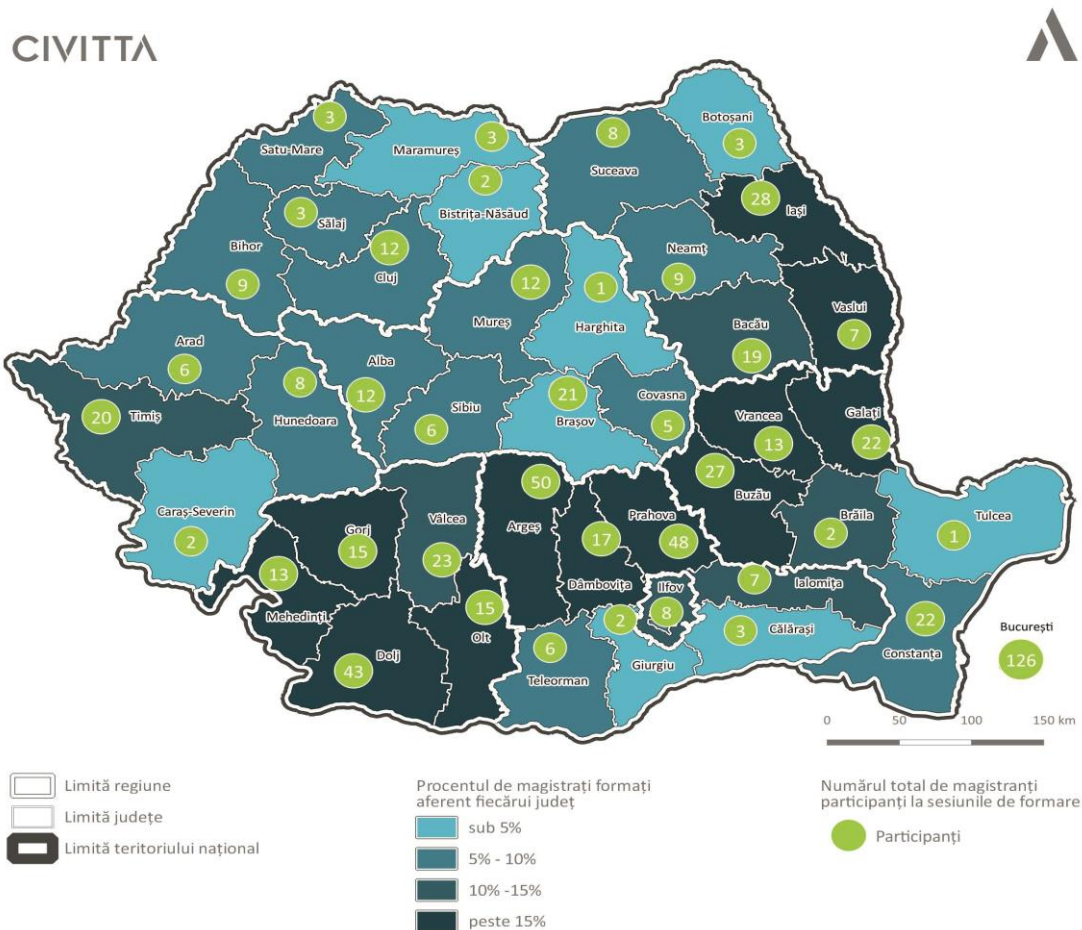 CIVITTA
3
Satu-Mare
Maramureș
3
2
Bistrița-Năsăud
8
Suceava
Botoșani
3
28
Iași
3
Sălaj
12
Cluj
Bihor
9
12
Mureș
1
Harghita
Neamț
9
Bacău
19
Vaslui
7
Arad
6
8
Hunedoara
Alba
12
Sibiu
6
21
Brașov
Covasna
5
Vrancea
13
Galați
22
20
Timiș
Caraș-Severin
2
Gorj
15
Vâlcea
23
50
Argeș
Prahova
48
17
Dâmbovița
27
Buzău
Brăila
2
Tulcea
1
13
Mehedinți
Dolj
43
15
Olt
6
Teleorman
2
Giurgiu
Ilfov
8
7
Ialomița
3
Călărași
22
Constanța
București
126
0 50 100 150 km
Limită regiune
Limită județe
Limită teritoriului național
Procentul de magistrați formați
aferent fiecărui județ
sub 5%
5% - 10%
10% -15%
peste 15%
Numărul total de magistranți
participanți la sesiunile de formare
Participanți